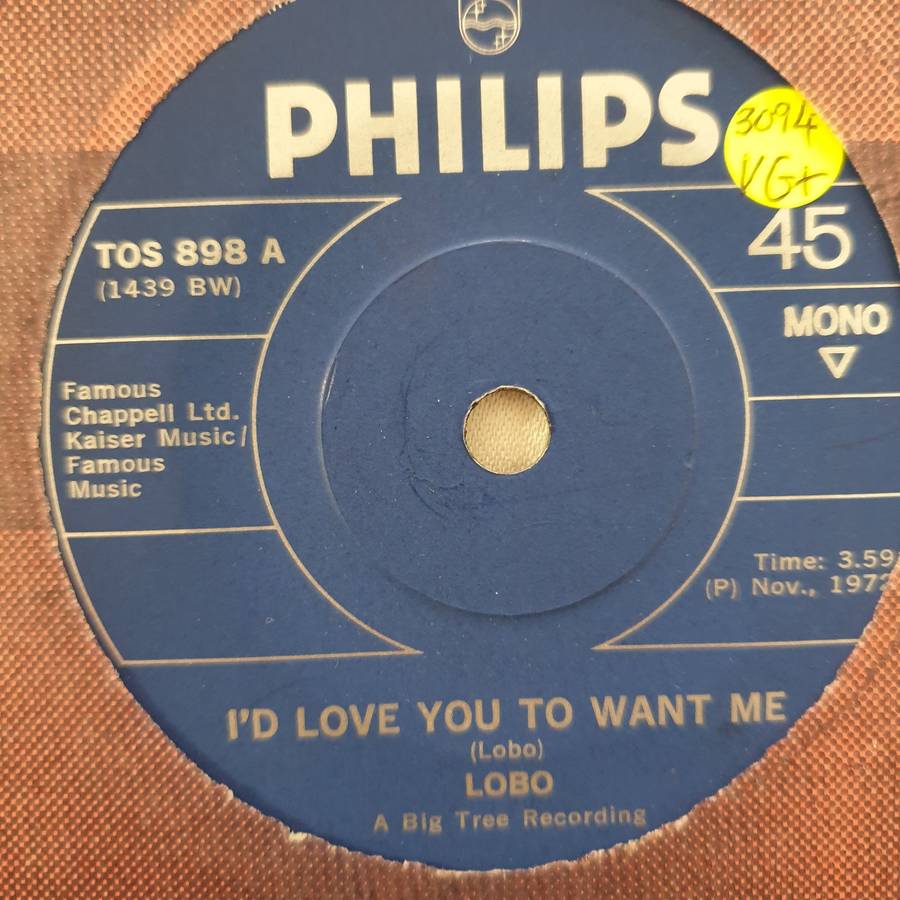 PHILIPS
3094
VG+
TOS 898 A
(1439 BW)
45
MONO
Famous
Chappell Ltd.
Kaiser Music/
Famous
Music
Time: 3.59
(P) Nov., 1972
I'D LOVE YOU TO WANT ME
(Lobo)
LOBO
A Big Tree Recording